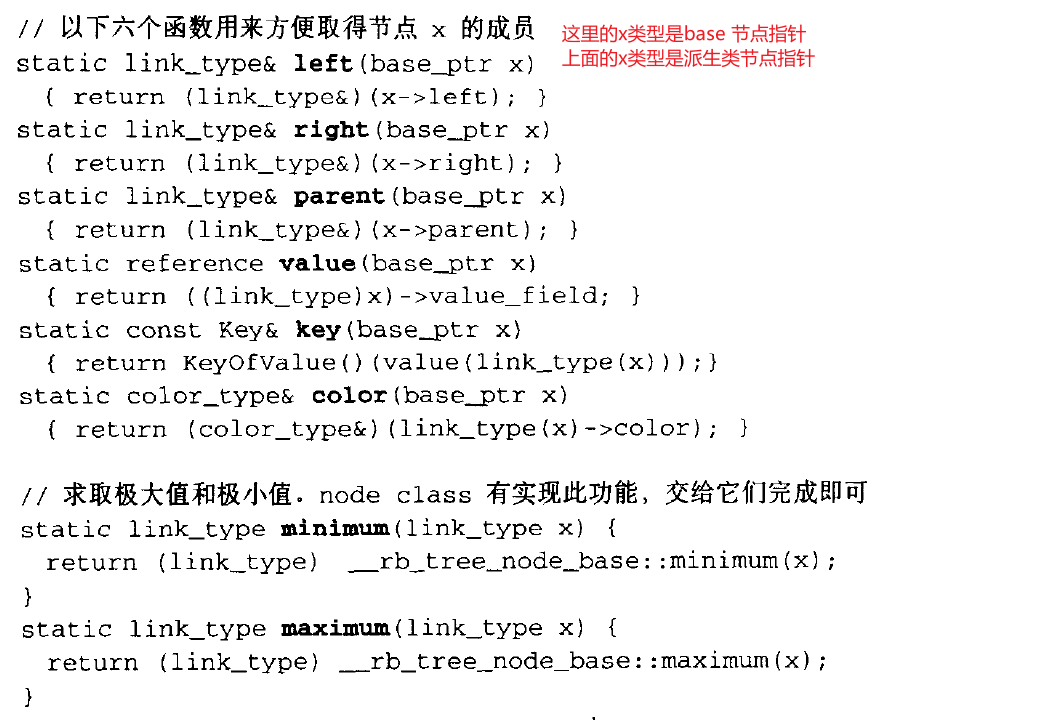 // 以下六个函数用来方便取得节点 x 的成员
这里的x类型是base 节点指针
上面的x类型是派生类节点指针
static link_type& left(base_ptr x)
{ return (link_type&)(x->left); }
static link_type& right(base_ptr x)
{ return (link_type&)(x->right); }
static link_type& parent(base_ptr x)
{ return (link_type&)(x->parent); }
static reference value(base_ptr x)
{ return ((link_type)x)->value_field; }
static const Key& key(base_ptr x)
{ return KeyOfValue()(value(link_type(x)));}
static color_type& color(base_ptr x)
{ return (color_type&)(link_type(x)->color); }
// 求取极大值和极小值．node class 有实现此功能，交给它们完成即可
static link_type minimum(link_type x) {
return (link_type) __rb_tree_node_base::minimum(x);
}
static link_type maximum(link_type x) {
return (link_type) __rb_tree_node_base::maximum(x);
}